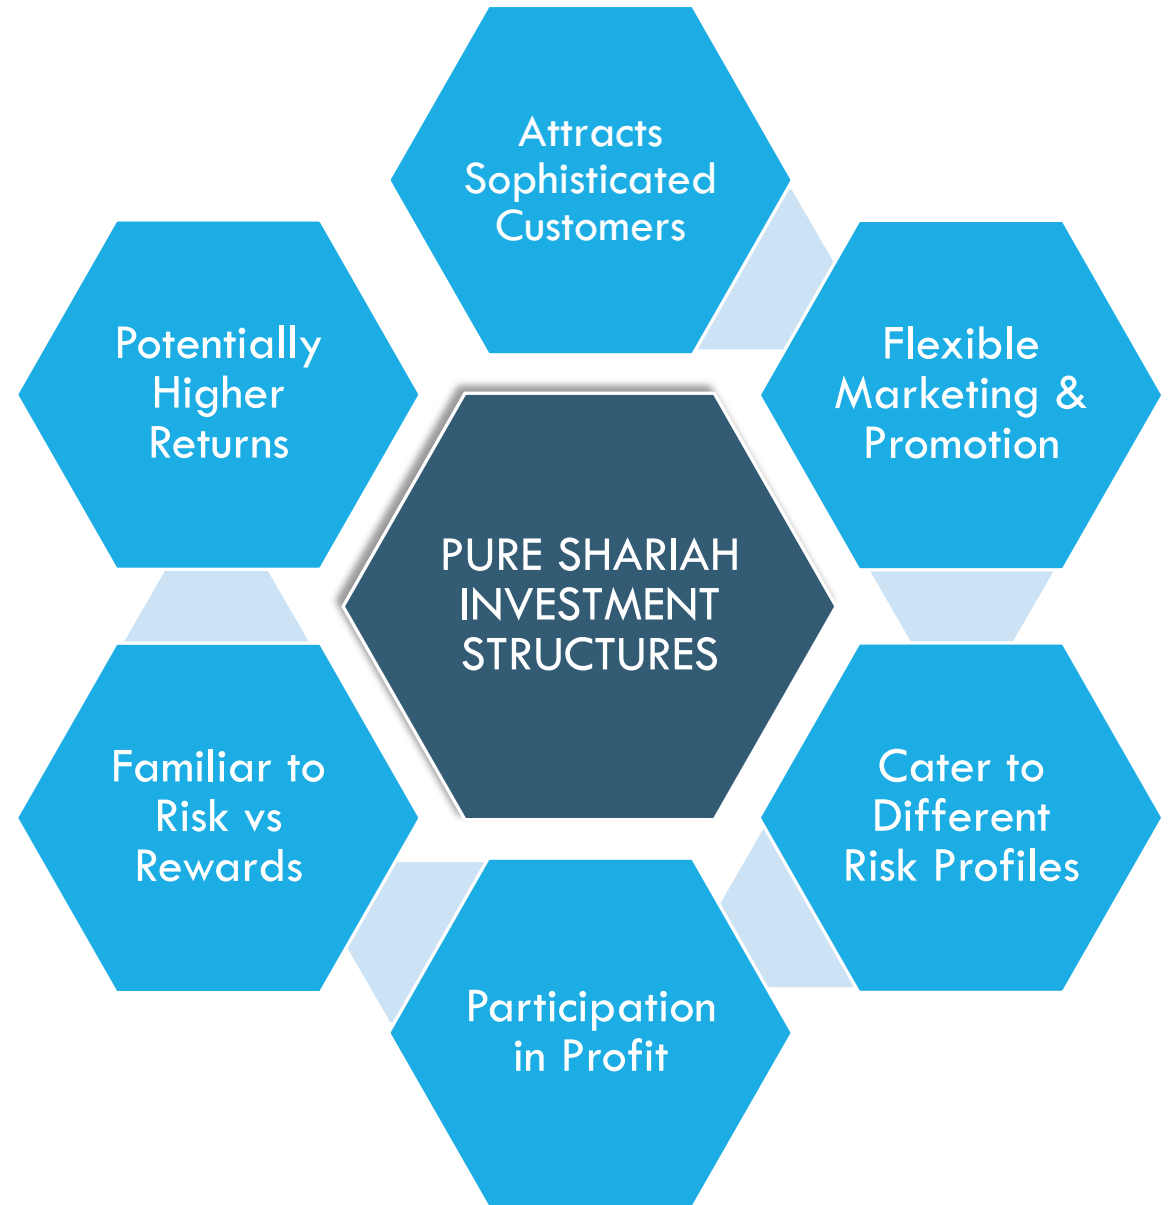 Attracts
Sophisticated
Customers
Flexible
Marketing &
Promotion
Cater to
Different
Risk Profiles
Participation
in Profit
Familiar to
Risk vs
Rewards
Potentially
Higher
Returns
PURE SHARIAH
INVESTMENT
STRUCTURES